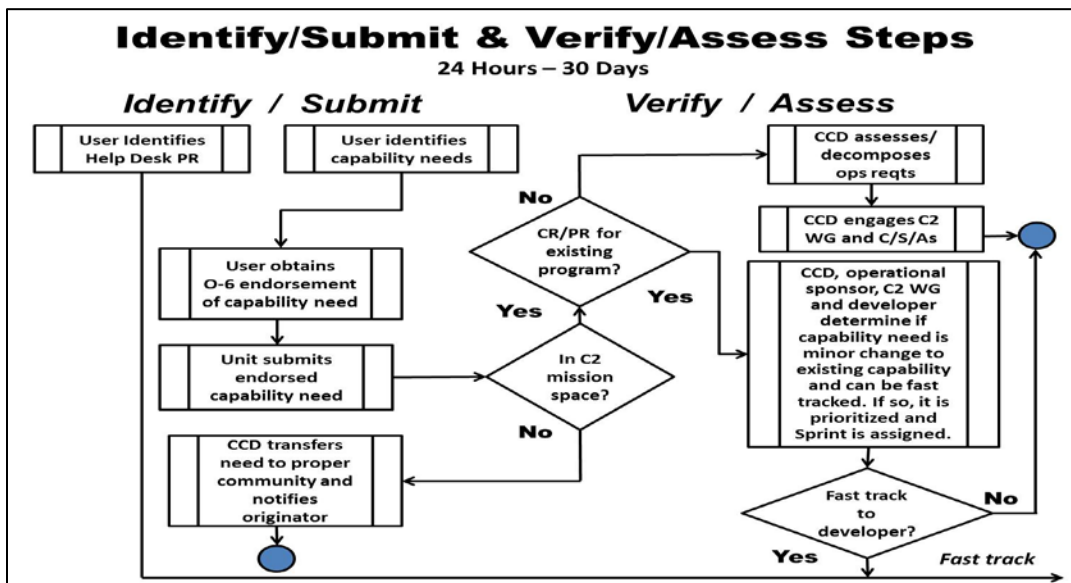 Identify/Submit & Verify/Assess Steps
24 Hours – 30 Days
Identify / Submit
Verify / Assess
User Identifies
Help Desk PR
User identifies
capability needs
CCD assesses/
decomposes
ops reqts
No
CR/PR for
existing
program?
CCD engages C2
WG and C/S/As
User obtains
O-6 endorsement
of capability need
Yes
Yes
CCD, operational
sponsor, C2 WG
and developer
determine if
capability need is
minor change to
existing capability
and can be fast
tracked. If so, it is
prioritized and
Sprint is assigned.
Unit submits
endorsed
capability need
In C2
mission
space?
No
CCD transfers
need to proper
community and
notifies
originator
Fast track
to
developer?
No
Yes
Fast track